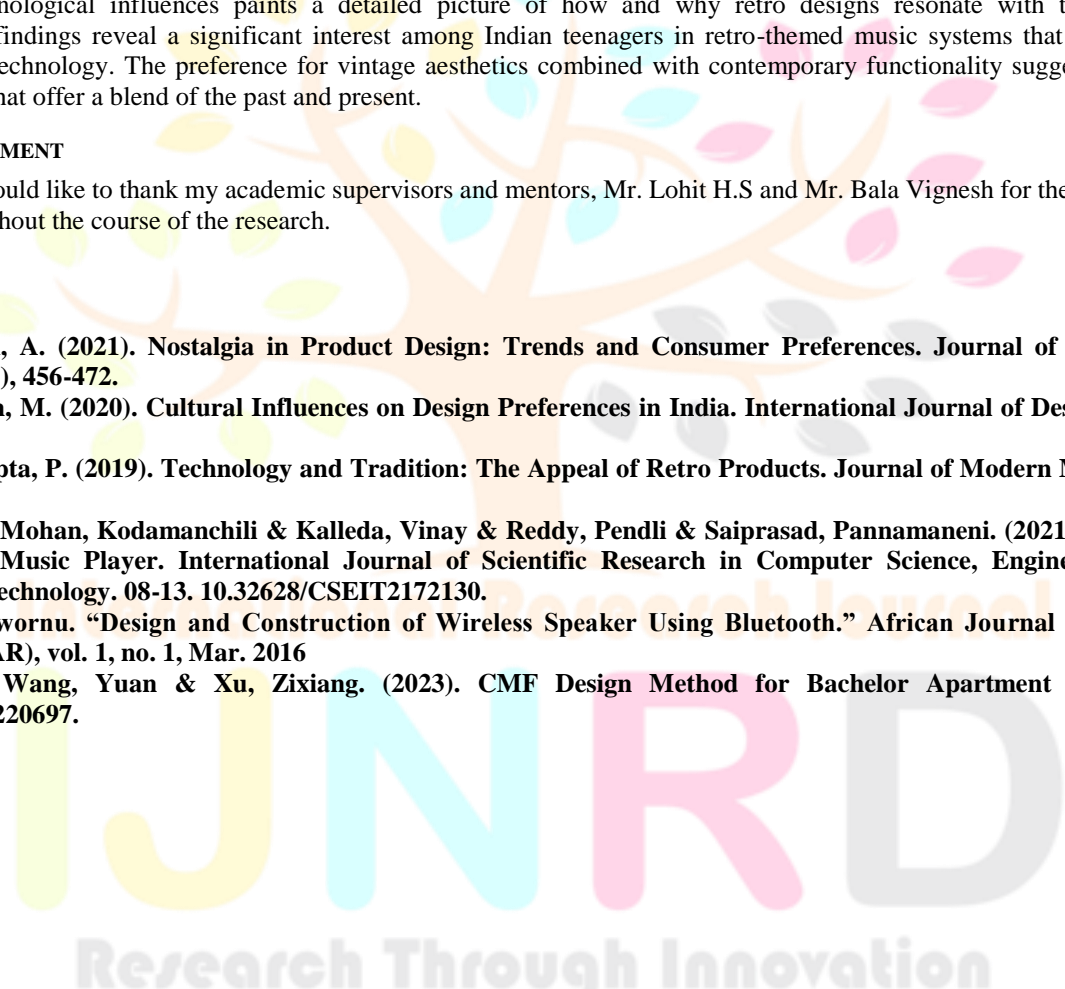 nological influences paints a detailed picture of how and why retro designs resonate with t
findings reveal a significant interest among Indian teenagers in retro-themed music systems that
echnology. The preference for vintage aesthetics combined with contemporary functionality sugge
hat offer a blend of the past and present.
MENT
ould like to thank my academic supervisors and mentors, Mr. Lohit H.S and Mr. Bala Vignesh for the
hout the course of the research.
, A. (2021). Nostalgia in Product Design: Trends and Consumer Preferences. Journal of
), 456-472.
, M. (2020). Cultural Influences on Design Preferences in India. International Journal of Des
pta, P. (2019). Technology and Tradition: The Appeal of Retro Products. Journal of Modern M
Mohan, Kodamanchili & Kalleda, Vinay & Reddy, Pendli & Saiprasad, Pannamaneni. (2021
Music Player. International Journal of Scientific Research in Computer Science, Engine
echnology. 08-13. 10.32628/CSEIT2172130.
International Research Journal
wornu. “Design and Construction of Wireless Speaker Using Bluetooth.” African Journal
AR), vol. 1, no. 1, Mar. 2016
Wang, Yuan & Xu, Zixiang. (2023). CMF Design Method for Bachelor Apartment
220697.
IJNRD
Research Through Innovation